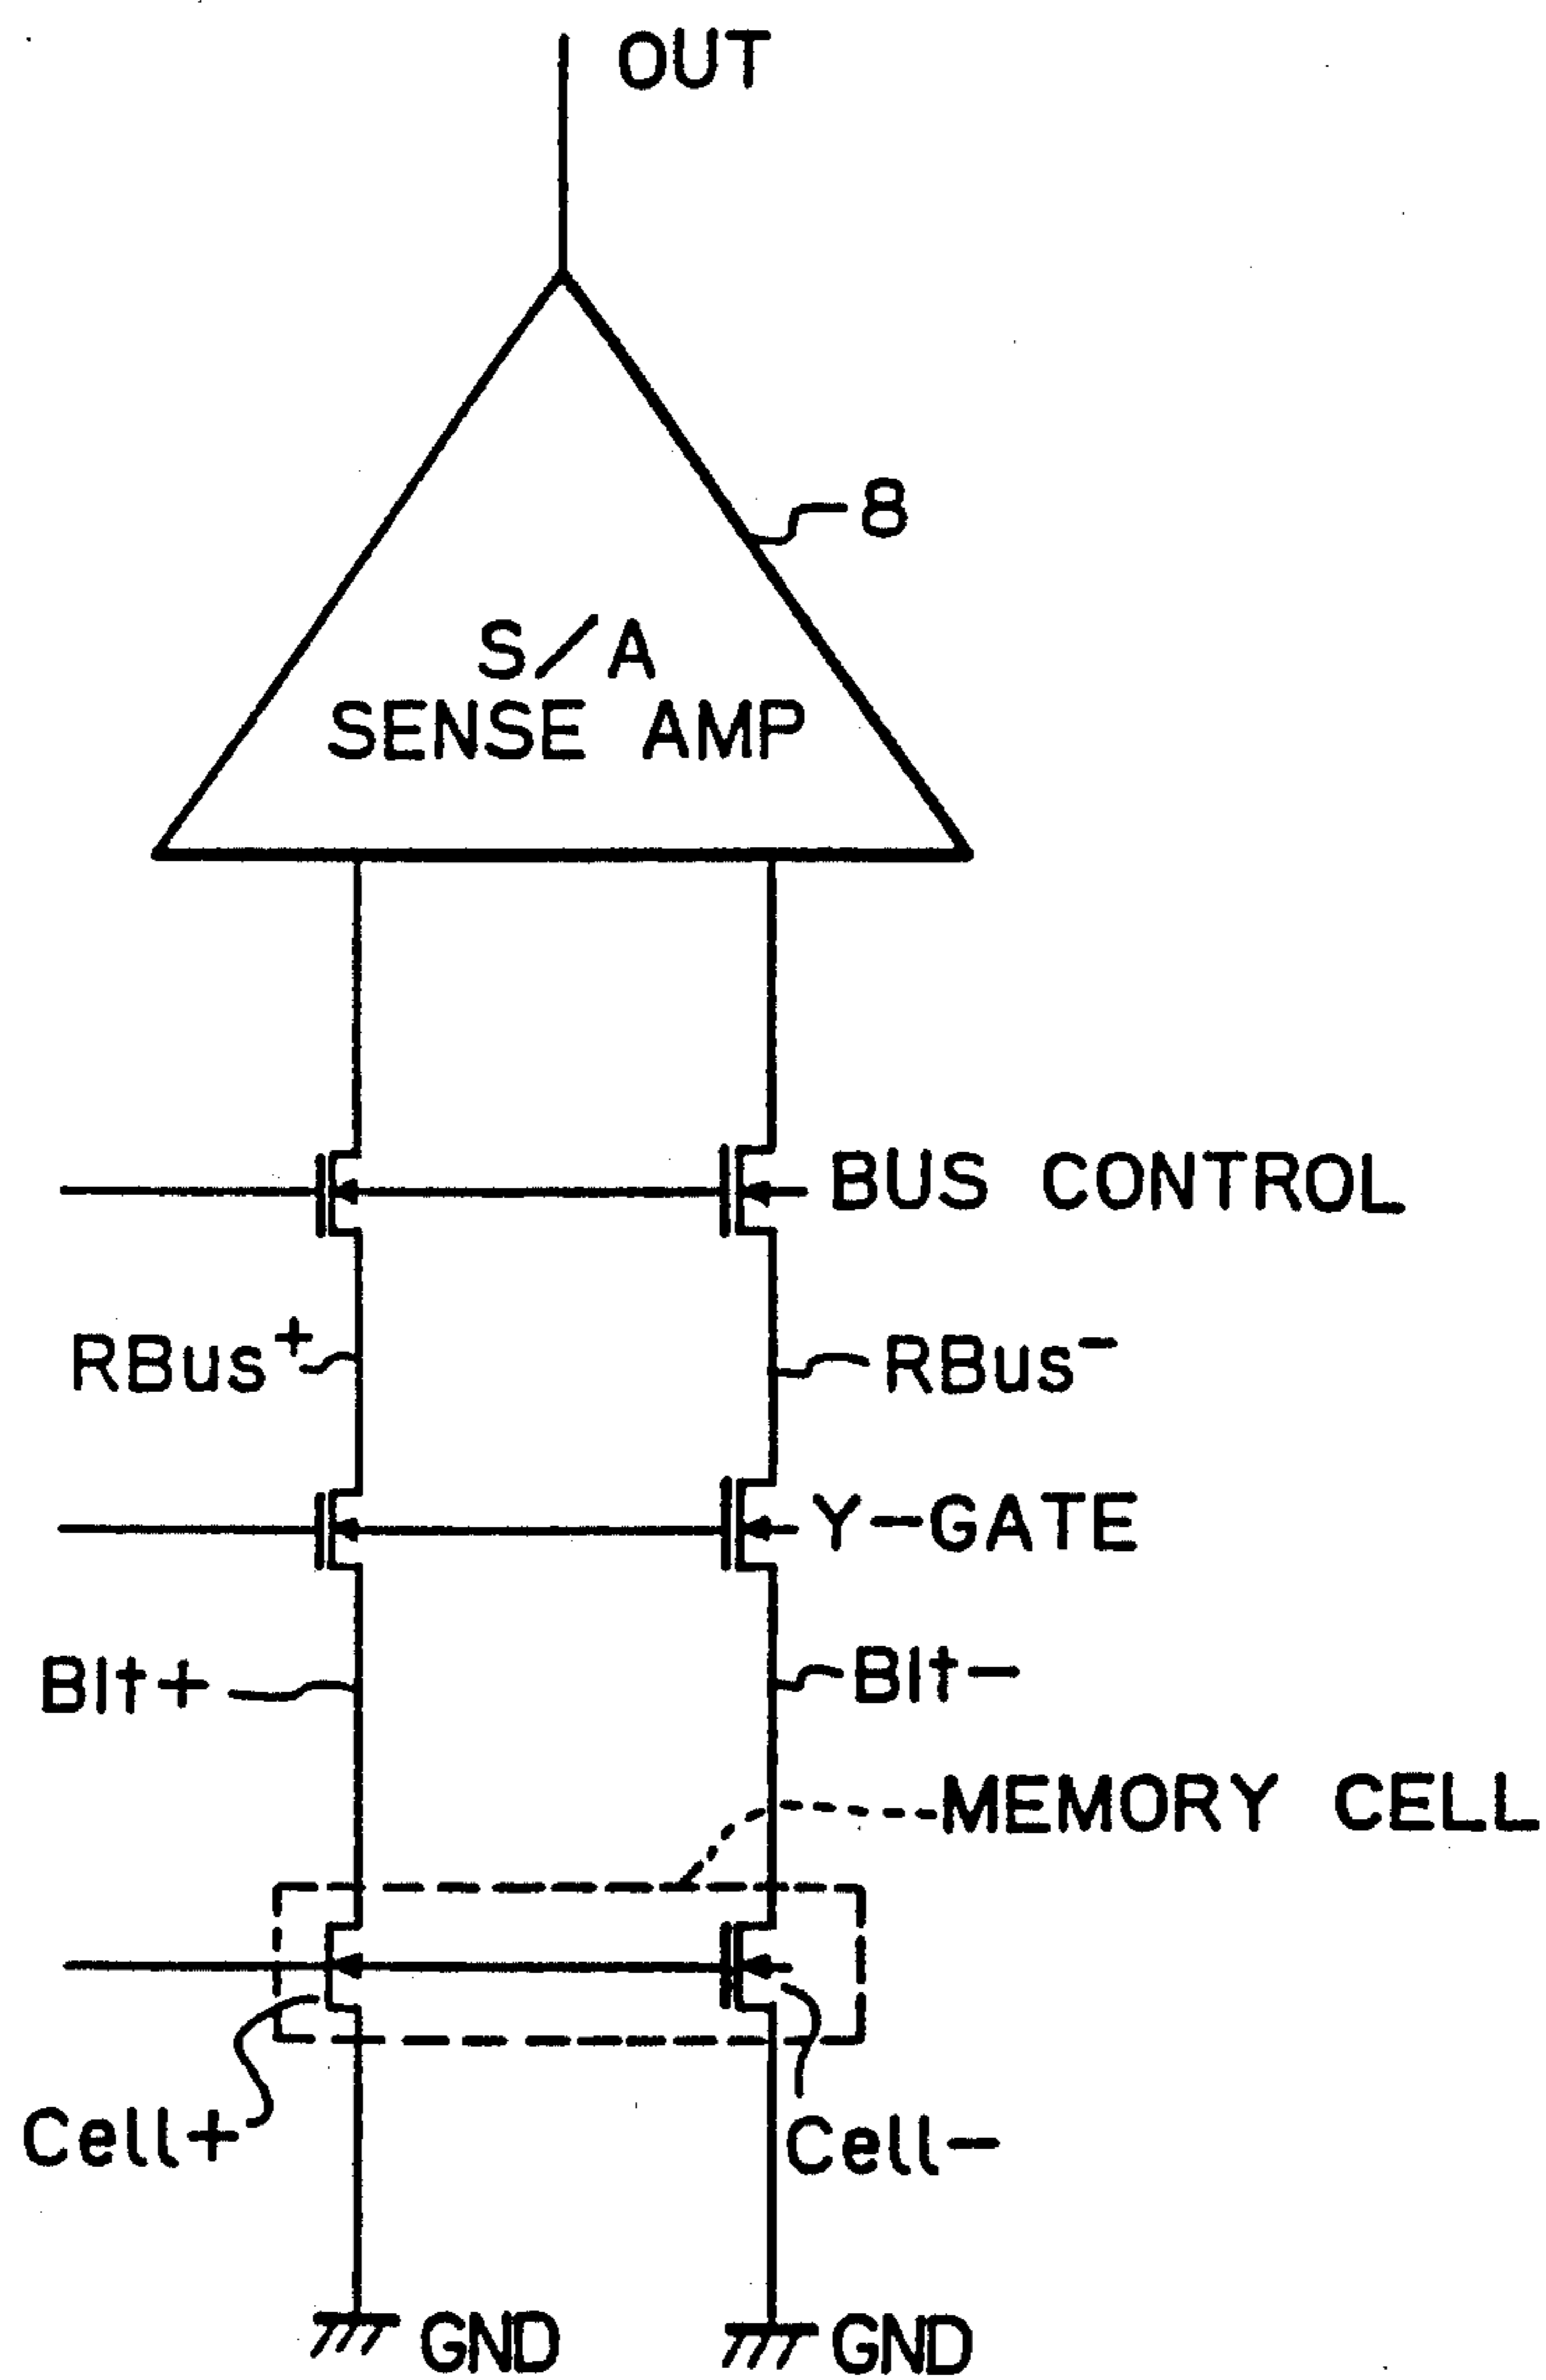 OUT
8
S/A
SENSE AMP
BUS CONTROL
RBus+
RBus-
Y-GATE
BIt+
BIt-
MEMORY CELL
Cell+
Cell-
GND
GND